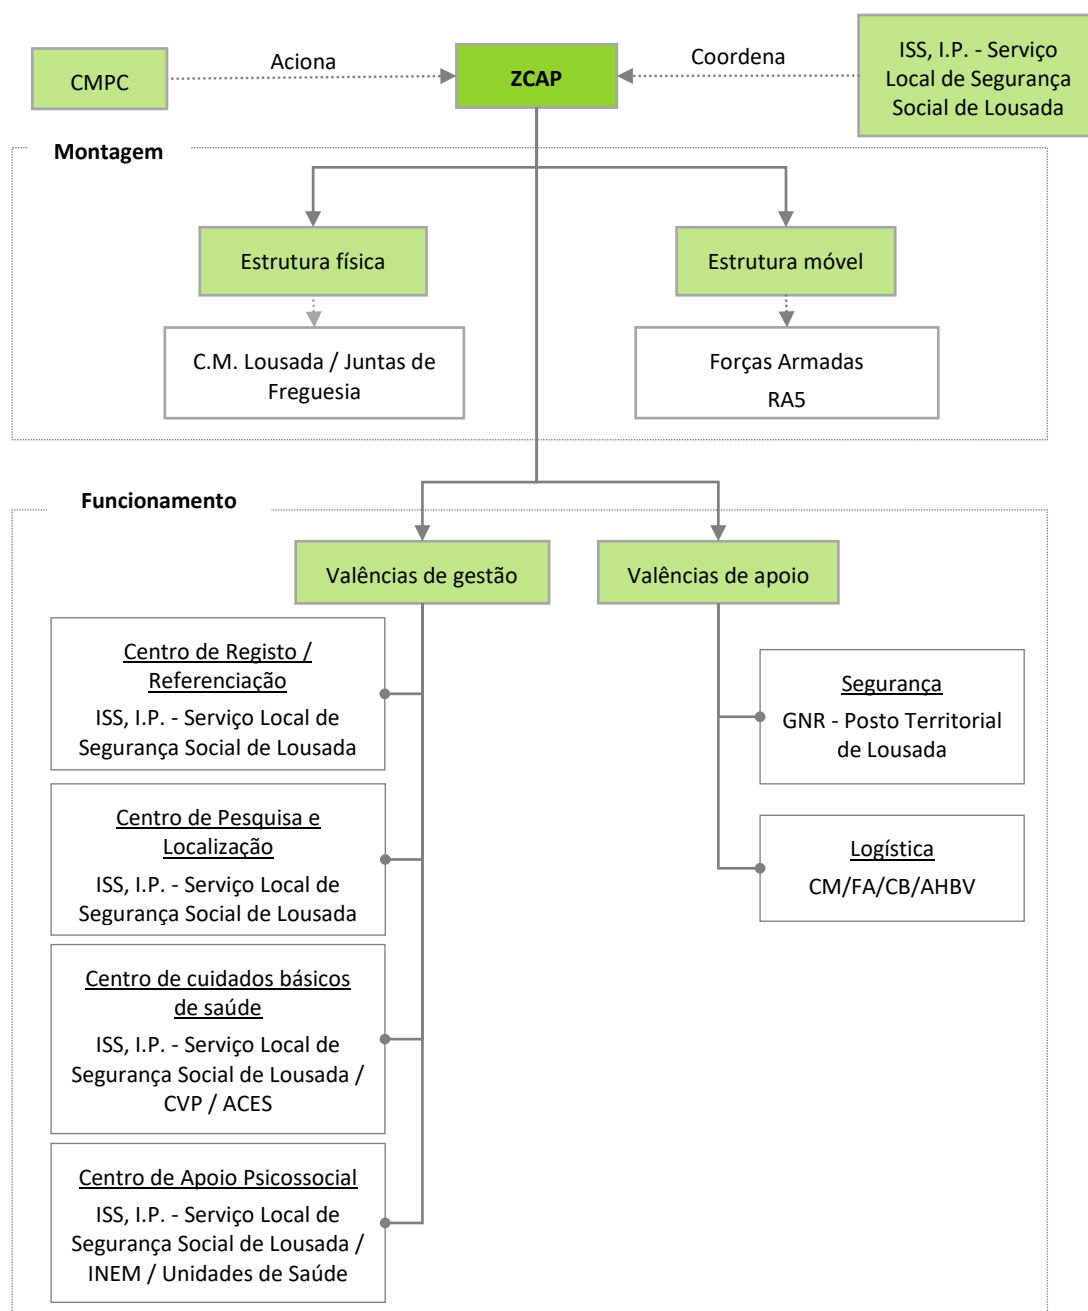 CMPC
Aciona
ZCAP
Coordena
ISS, I.P. - Serviço
Local de Segurança
Social de Lousada
Montagem
Estrutura física
Estrutura móvel
C.M. Lousada / Juntas de
Freguesia
Forças Armadas
RA5
Funcionamento
Valências de gestão
Valências de apoio
Centro de Registo /
Referenciação
ISS, I.P. - Serviço Local de
Segurança Social de Lousada
Segurança
GNR - Posto Territorial
de Lousada
Centro de Pesquisa e
Localização
ISS, I.P. - Serviço Local de
Segurança Social de Lousada
Logística
CM/FA/CB/AHBV
Centro de cuidados básicos
de saúde
ISS, I.P. - Serviço Local de
Segurança Social de Lousada /
CVP / ACES
Centro de Apoio Psicossocial
ISS, I.P. - Serviço Local de
Segurança Social de Lousada /
INEM / Unidades de Saúde